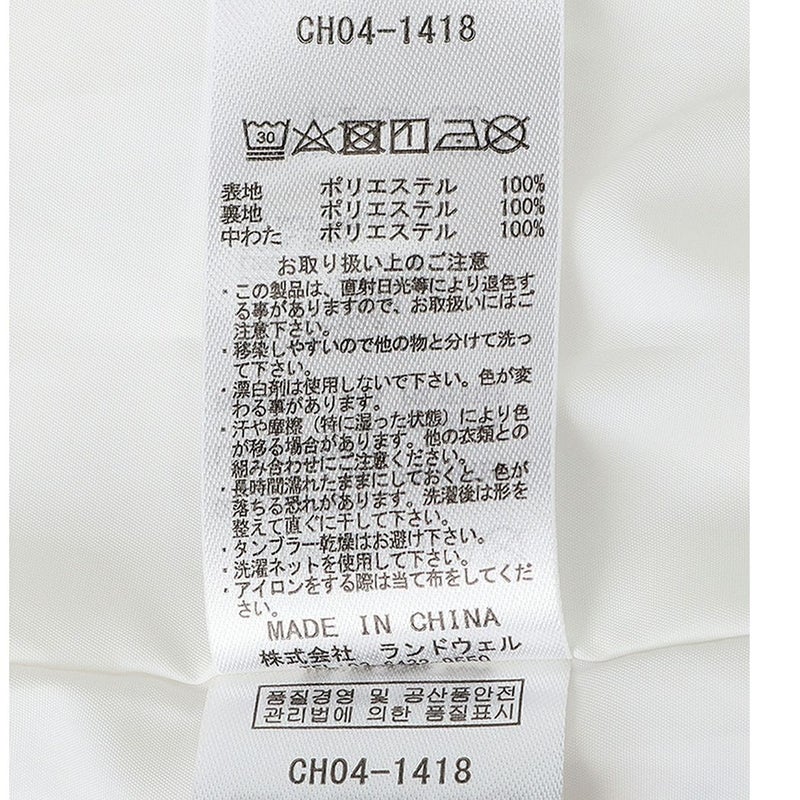 CH04-1418
30
表地 ポリエステル 100%
裏地 ポリエステル 100%
中わた ポリエステル 100%
お取り扱い上のご注意
・この製品は、直射日光等により退色す
る事がありますので、お取扱いにはご
注意下さい。
・移染しやすいので他の物と分けて洗っ
て下さい。
・漂白剤は使用しないで下さい。色が変
わる事があります。
・汗や摩擦（特に湿った状態）により色
が移る場合があります。他の衣類との
組み合わせにご注意ください。
・長時間濡れたままにしておくと、色が
落ちる恐れがあります。洗濯後は形を
整えて直ぐに干して下さい。
・タンブラー乾燥はお避け下さい。
・洗濯ネットを使用して下さい。
・アイロンをする際は当て布をしてくだ
さい。
MADE IN CHINA
株式会社 ランドウェル
품질경영 및 공산품안전
관리법에 의한 품질표시
CH04-1418